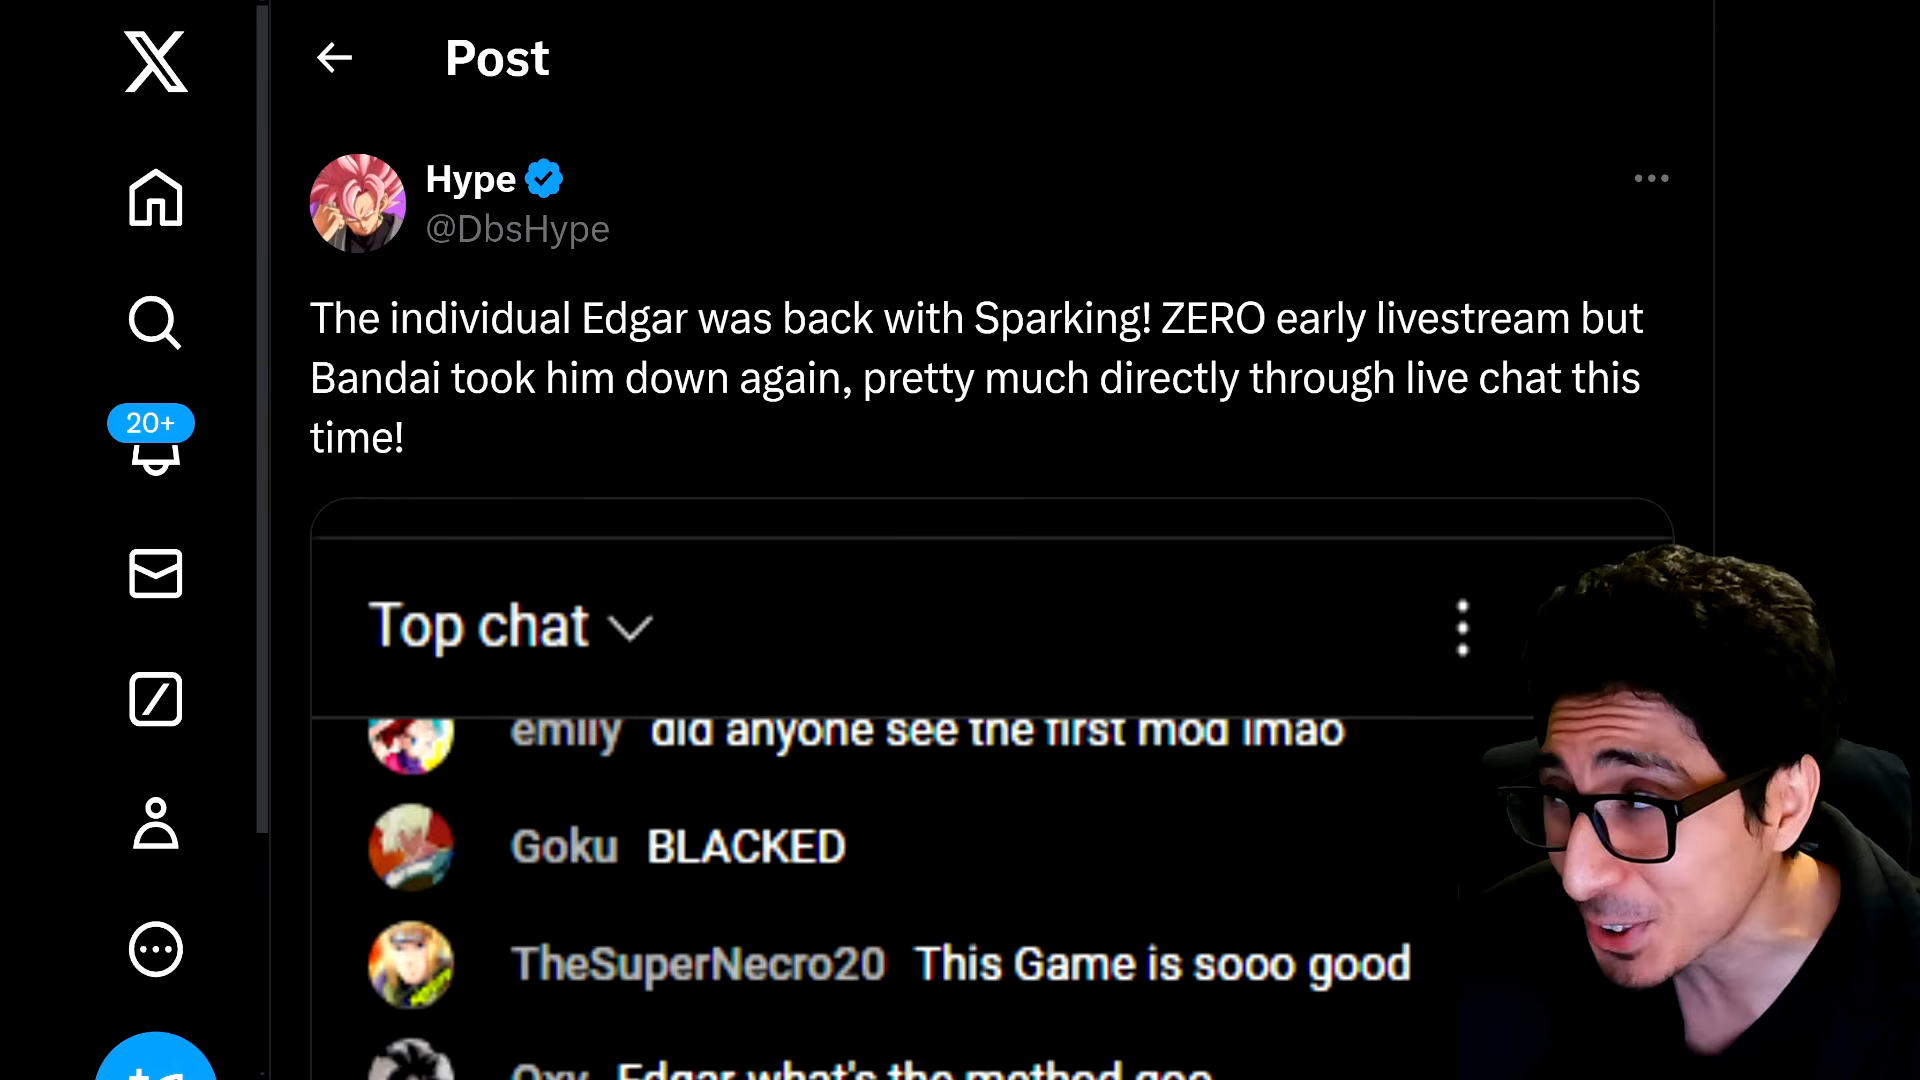 Post
Hype
@DbsHype
The individual Edgar was back with Sparking! ZERO early livestream but
Bandai took him down again, pretty much directly through live chat this
time!
20+
Top chat
emily did anyone see the first mod lmao
Goku BLACKED
TheSuperNecro20 This Game is sooo good
Oxy Edgar what's the method goo